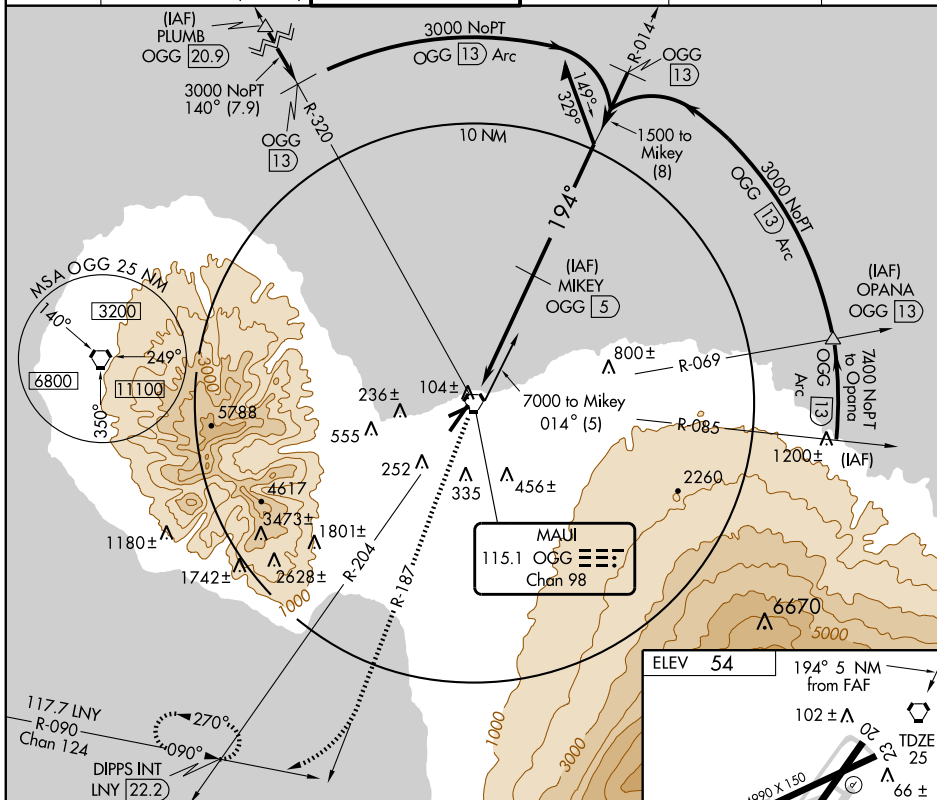 (IAF)
PLUMB
OGG 20.9
3000 NoPT
140° (7.9)
OGG
13
R-320
3000 NoPT
OGG 13 Arc
R-014
OGG
13
149°
329°
1500 to
Mikey
(8)
10 NM
194°
3000 NoPT
OGG 13 Arc
(IAF)
MIKEY
OGG 5
(IAF)
OPANA
OGG 13
MSA OGG 25 NM
3200
140°
249°
6800
11100
350°
3000
5788
236±
104±
555
800±
R-069
7400 NoPT
to Opana
OGG 13
Arc
7000 to Mikey
014° (5)
R-085
1200±
(IAF)
252
335
456±
2260
4617
3473±
1801±
1180±
1742±
2628±
1000
R-204
R-187
MAUI
115.1 OGG
Chan 98
6670
5000
117.7 LNY
R-090
Chan 124
270°
090°
DIPPS INT
LNY 22.2
1000
3000
ELEV 54
194° 5 NM
from FAF
102 ±
TDZE
25
20
23
66 ±
6990 X 150